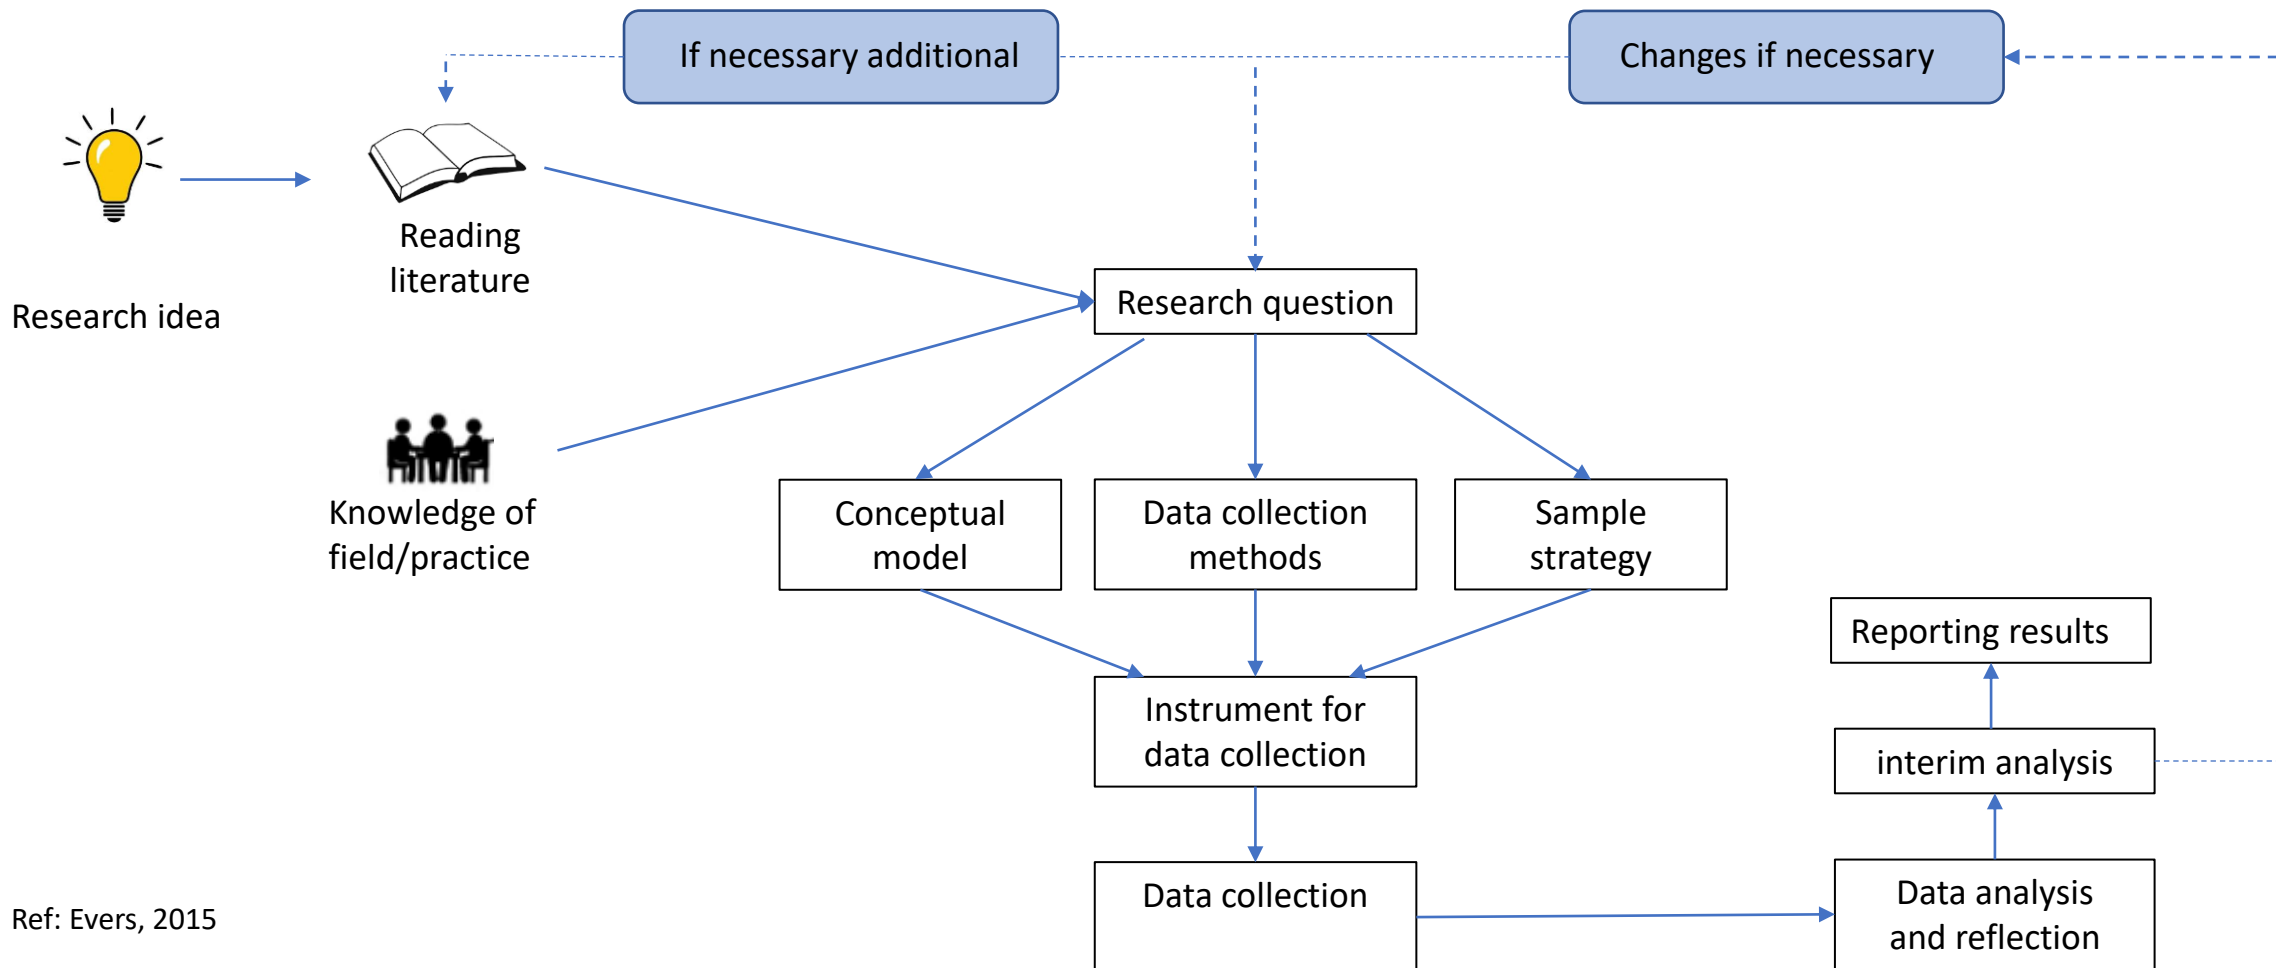 If necessary additional
Changes if necessary
Reading
literature
Research idea
Research question
Knowledge of
field/practice
Conceptual
model
Data collection
methods
Sample
strategy
Reporting results
Instrument for
data collection
interim analysis
Data collection
Data analysis
and reflection
Ref: Evers, 2015